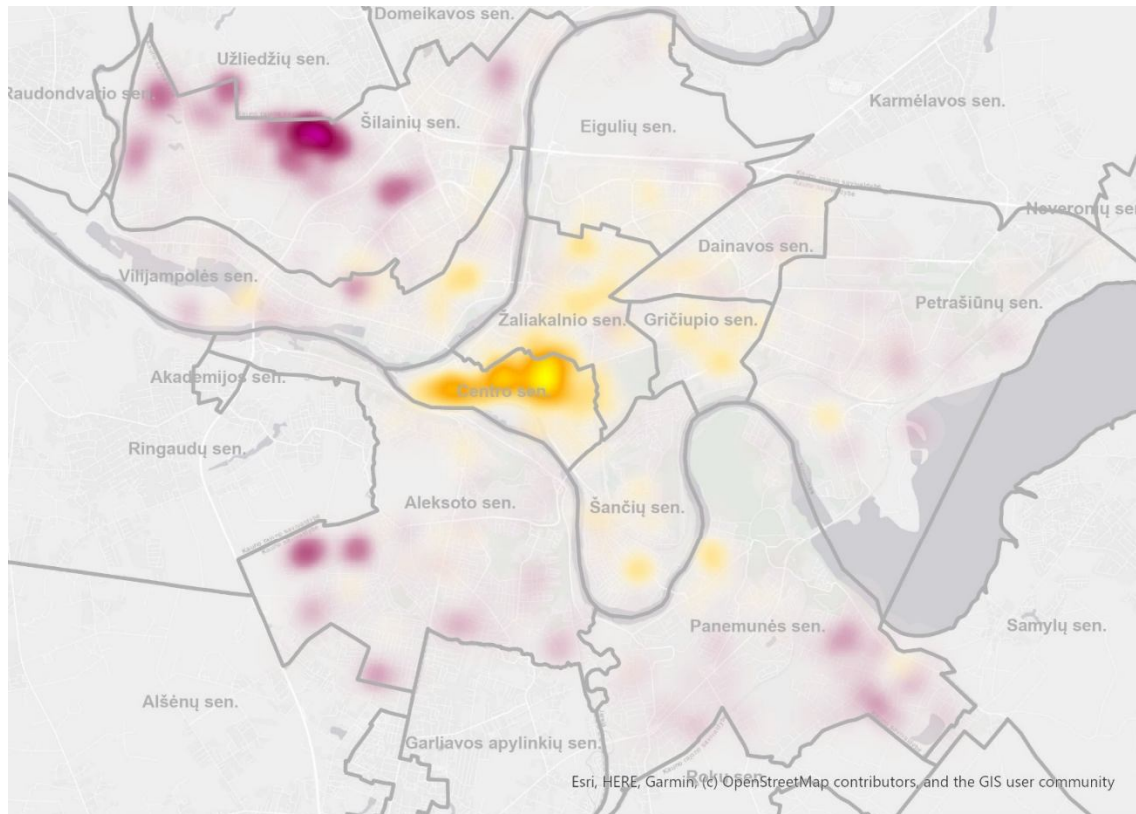 Domeikavos sen.
Užliedžių sen.
Raudondvario sen.
Karmėlavos sen.
Šilainių sen.
Eigulių sen.
Neveronių sen.
Dainavos sen.
Vilijampolės sen.
Petrašiūnų sen.
Žaliakalnio sen.
Gričiupio sen.
Akademijos sen.
Centro sen.
Ringaudų sen.
Aleksoto sen.
Šančių sen.
Panemunės sen.
Samylų sen.
Alšėnų sen.
Garliavos apylinkių sen.
Rokų sen.
Esri, HERE, Garmin, (c) OpenStreetMap contributors, and the GIS user community